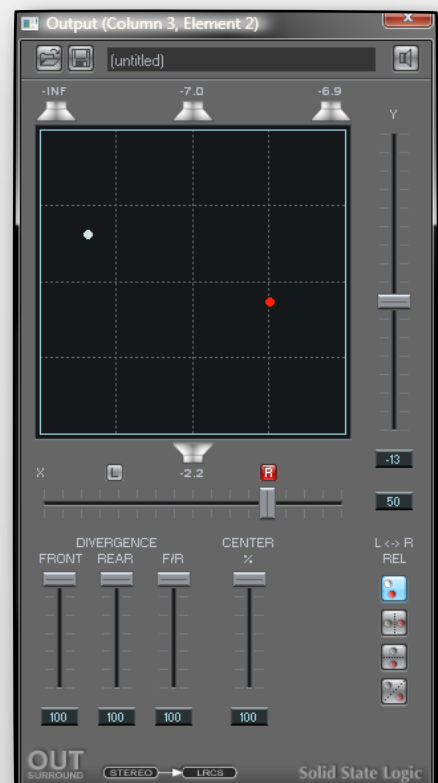 Output (Column 3, Element 2)
(untitled)
-INF -7.0 -6.9
Y
-13
X L -2.2 R
50
DIVERGENCE CENTER L <-> R
FRONT REAR F/R % REL
100 100 100 100
OUT
SURROUND STEREO LRCS Solid State Logic